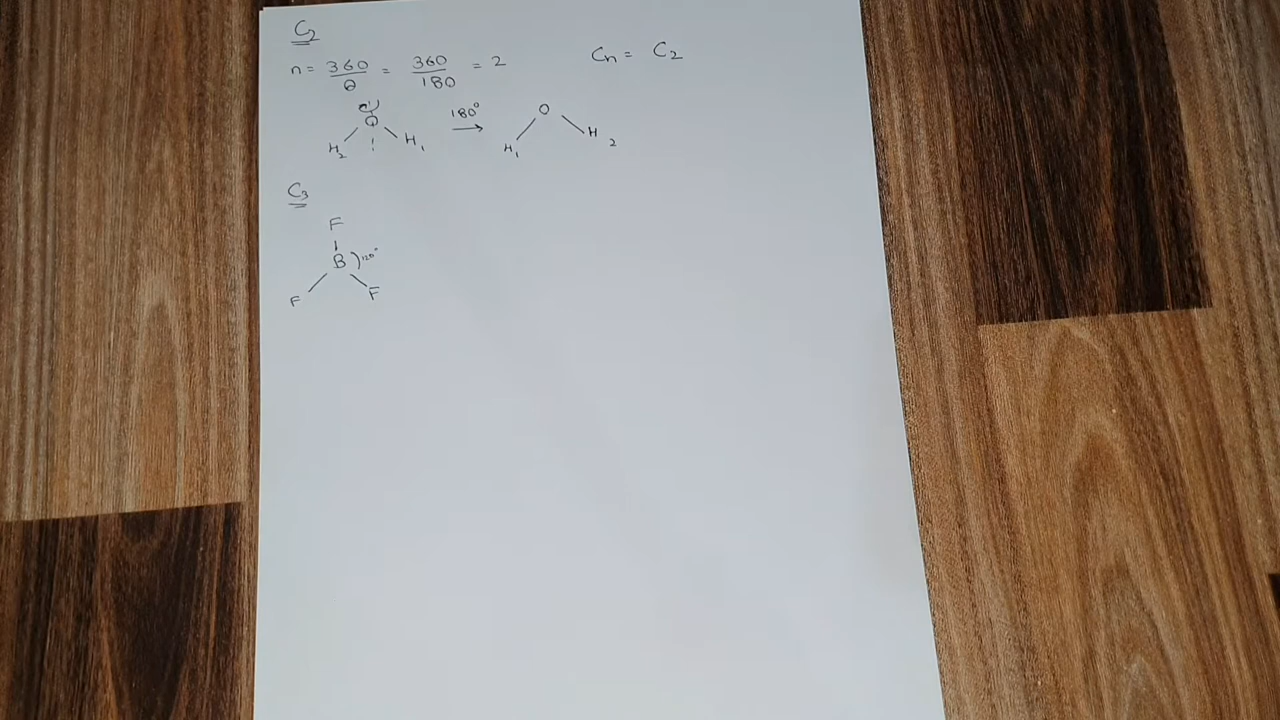 C₂
n = 360/θ = 360/180 = 2 Cn = C₂
O 180° O
H₂ H₁ → H₁ H₂
C₃
F
B 120°
F F